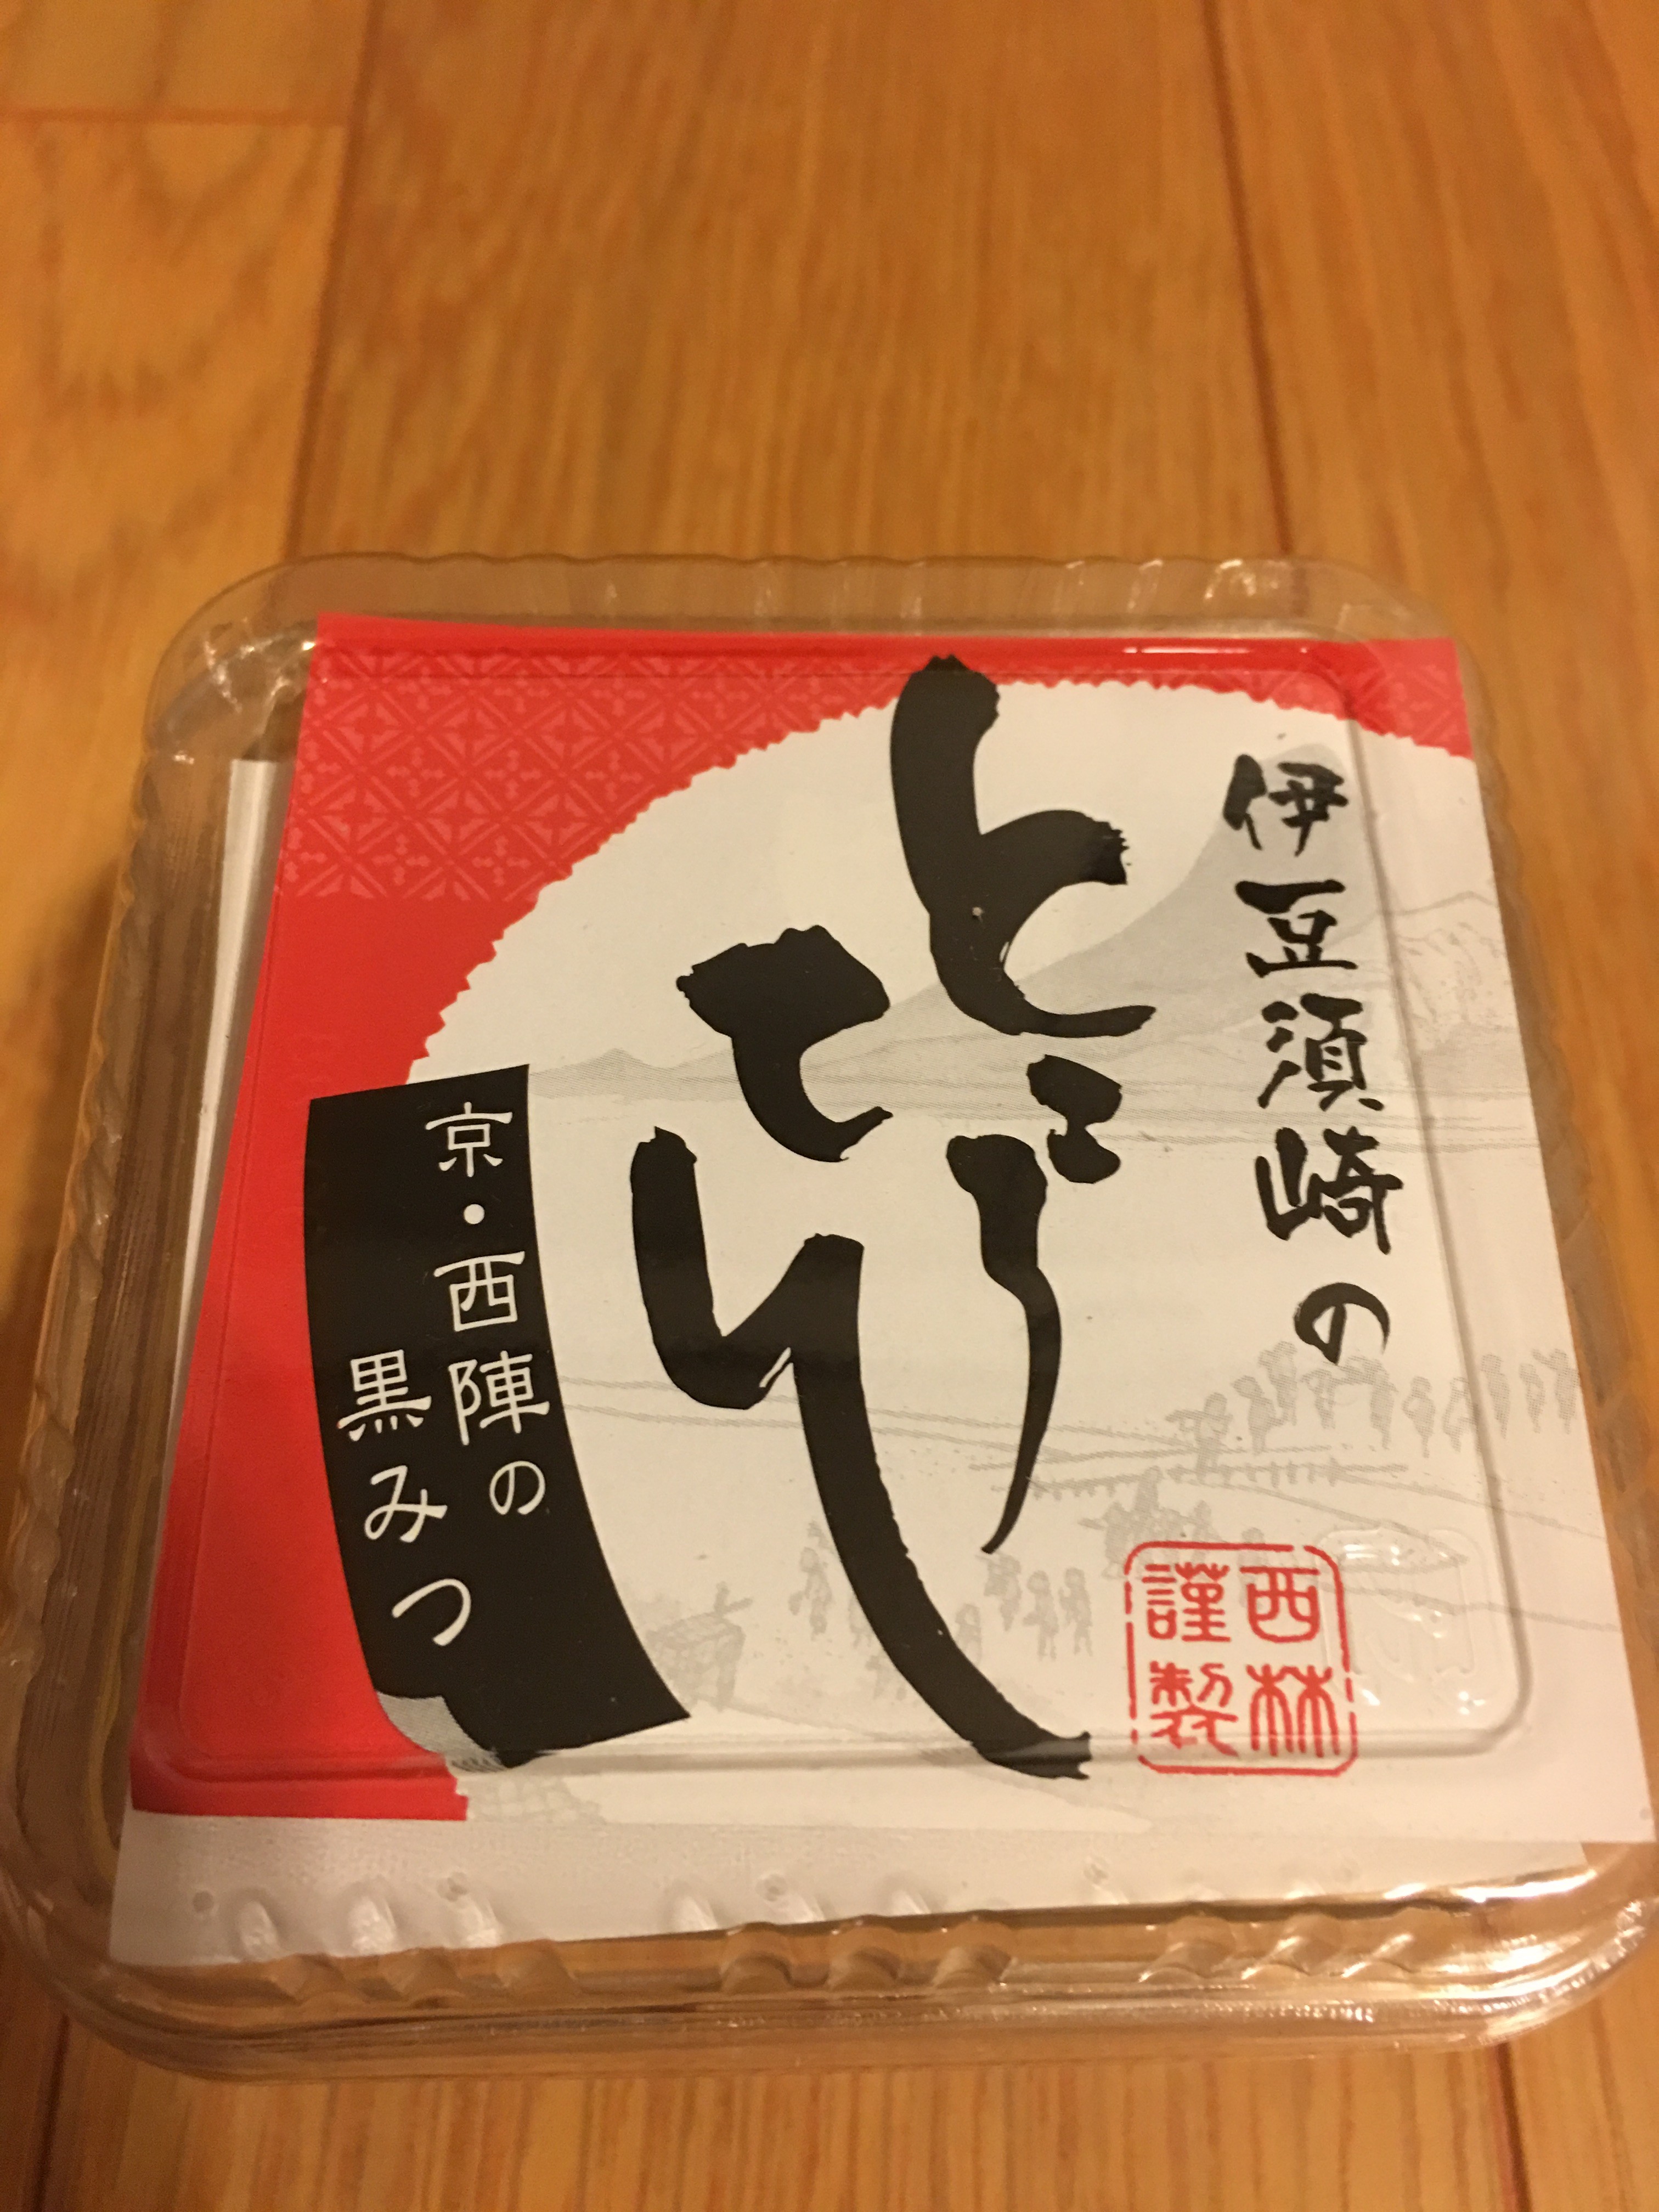 伊豆須崎の
ところ
てん
京・西陣の
黒みつ
西林
謹製